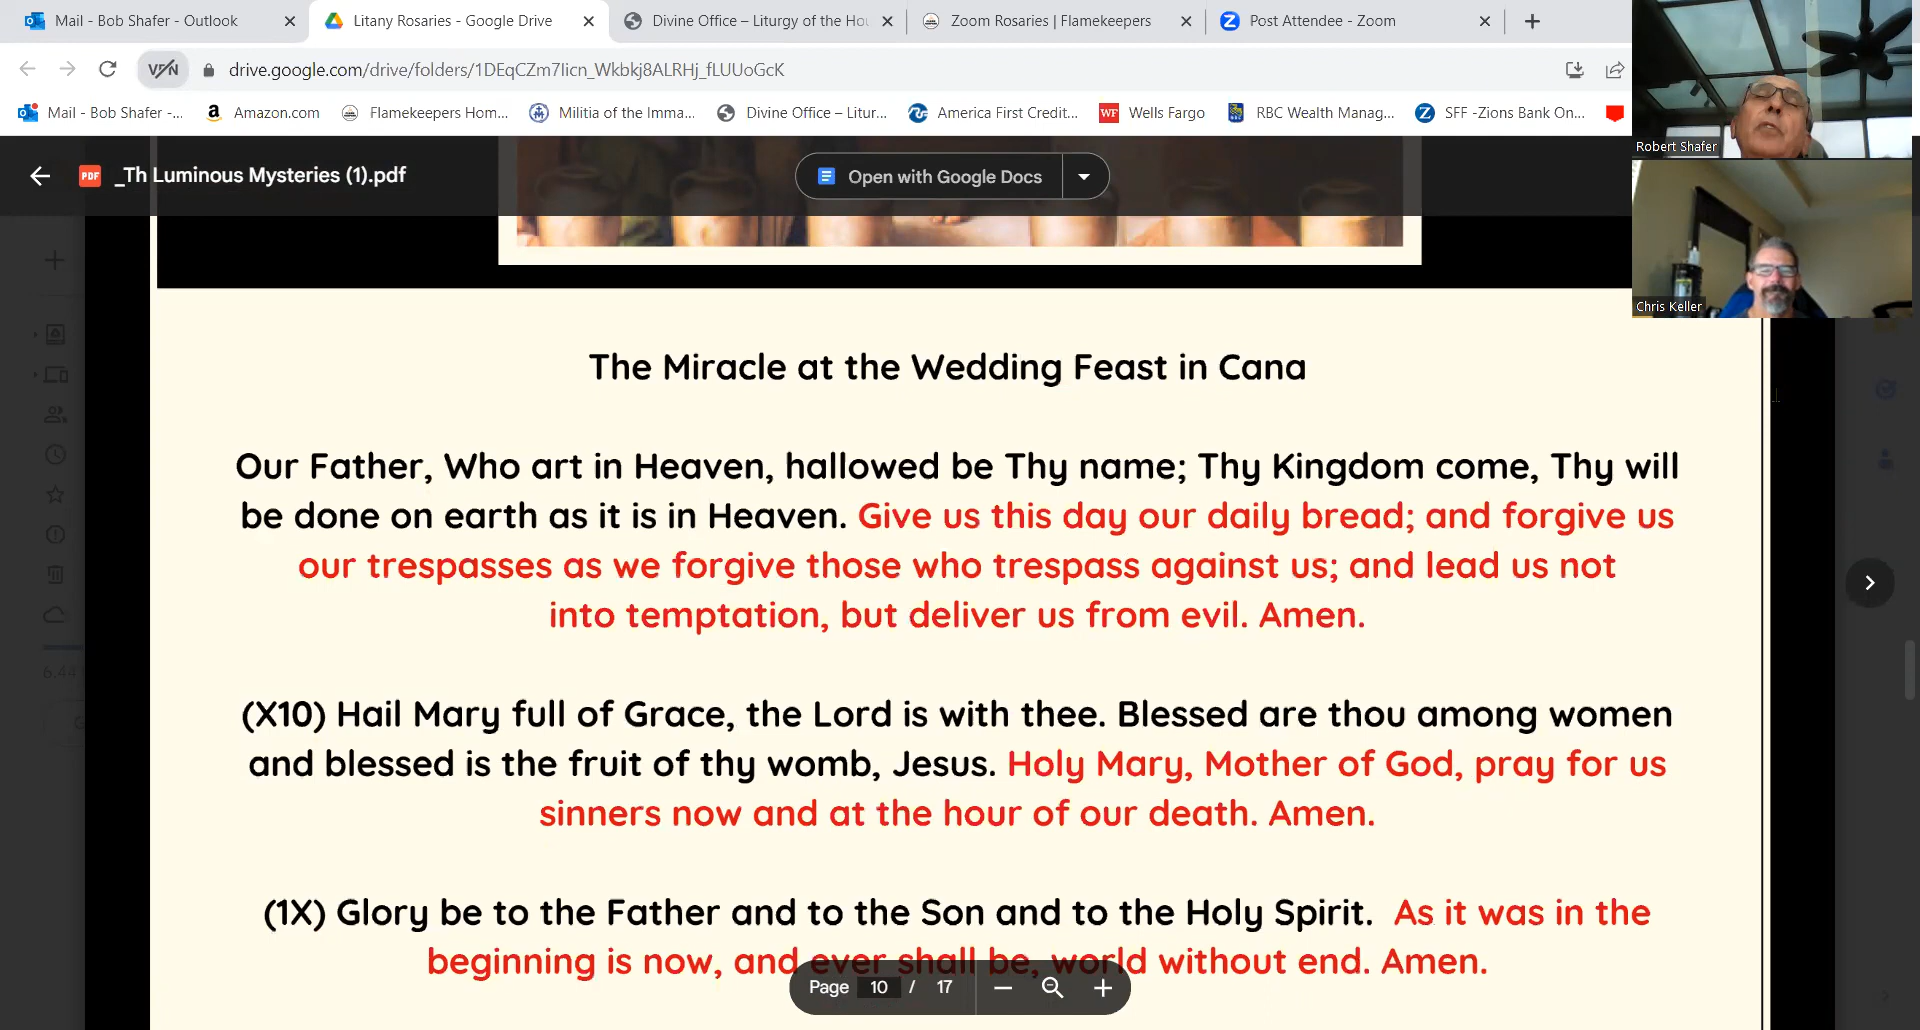 Mail - Bob Shafer - Outlook
Litany Rosaries - Google Drive
Divine Office – Liturgy of the Hou
Zoom Rosaries | Flamekeepers
Post Attendee - Zoom
VPN
drive.google.com/drive/folders/1DEqCZm7Iicn_Wkbkj8ALRHj_fLUUoGcK
Mail - Bob Shafer -...
Amazon.com
Flamekeepers Hom...
Militia of the Imma...
Divine Office – Litur...
America First Credit...
WF Wells Fargo
RBC Wealth Manag...
SFF -Zions Bank On...
Robert Shafer
Chris Keller
PDF _Th Luminous Mysteries (1).pdf
Open with Google Docs
The Miracle at the Wedding Feast in Cana
Our Father, Who art in Heaven, hallowed be Thy name; Thy Kingdom come, Thy will
be done on earth as it is in Heaven. Give us this day our daily bread; and forgive us
our trespasses as we forgive those who trespass against us; and lead us not
into temptation, but deliver us from evil. Amen.
(X10) Hail Mary full of Grace, the Lord is with thee. Blessed are thou among women
and blessed is the fruit of thy womb, Jesus. Holy Mary, Mother of God, pray for us
sinners now and at the hour of our death. Amen.
(1X) Glory be to the Father and to the Son and to the Holy Spirit. As it was in the
beginning is now, and ever shall be, world without end. Amen.
Page 10 / 17
6.44